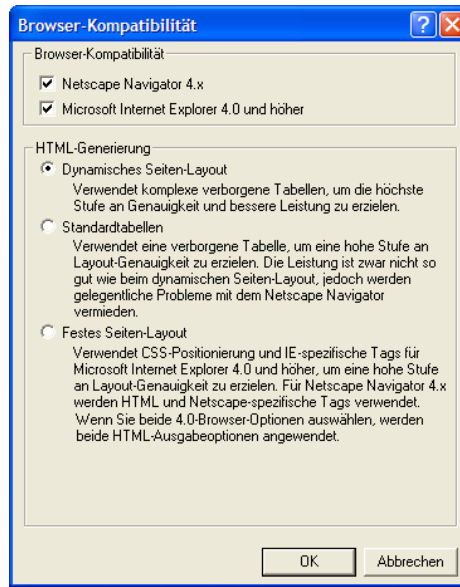 Browser-Kompatibilität
Browser-Kompatibilität
Netscape Navigator 4.x
Microsoft Internet Explorer 4.0 und höher
HTML-Generierung
Dynamisches Seiten-Layout
Verwendet komplexe verborgene Tabellen, um die höchste
Stufe an Genauigkeit und bessere Leistung zu erzielen.
Standardtabellen
Verwendet eine verborgene Tabelle, um eine hohe Stufe an
Layout-Genauigkeit zu erzielen. Die Leistung ist zwar nicht so
gut wie beim dynamischen Seiten-Layout, jedoch werden
gelegentliche Probleme mit dem Netscape Navigator
vermieden.
Festes Seiten-Layout
Verwendet CSS-Positionierung und IE-spezifische Tags für
Microsoft Internet Explorer 4.0 und höher, um eine hohe Stufe
an Layout-Genauigkeit zu erzielen. Für Netscape Navigator 4.x
werden HTML und Netscape-spezifische Tags verwendet.
Wenn Sie beide 4.0-Browser-Optionen auswählen, werden
beide HTML-Ausgabeoptionen angewendet.
OK
Abbrechen